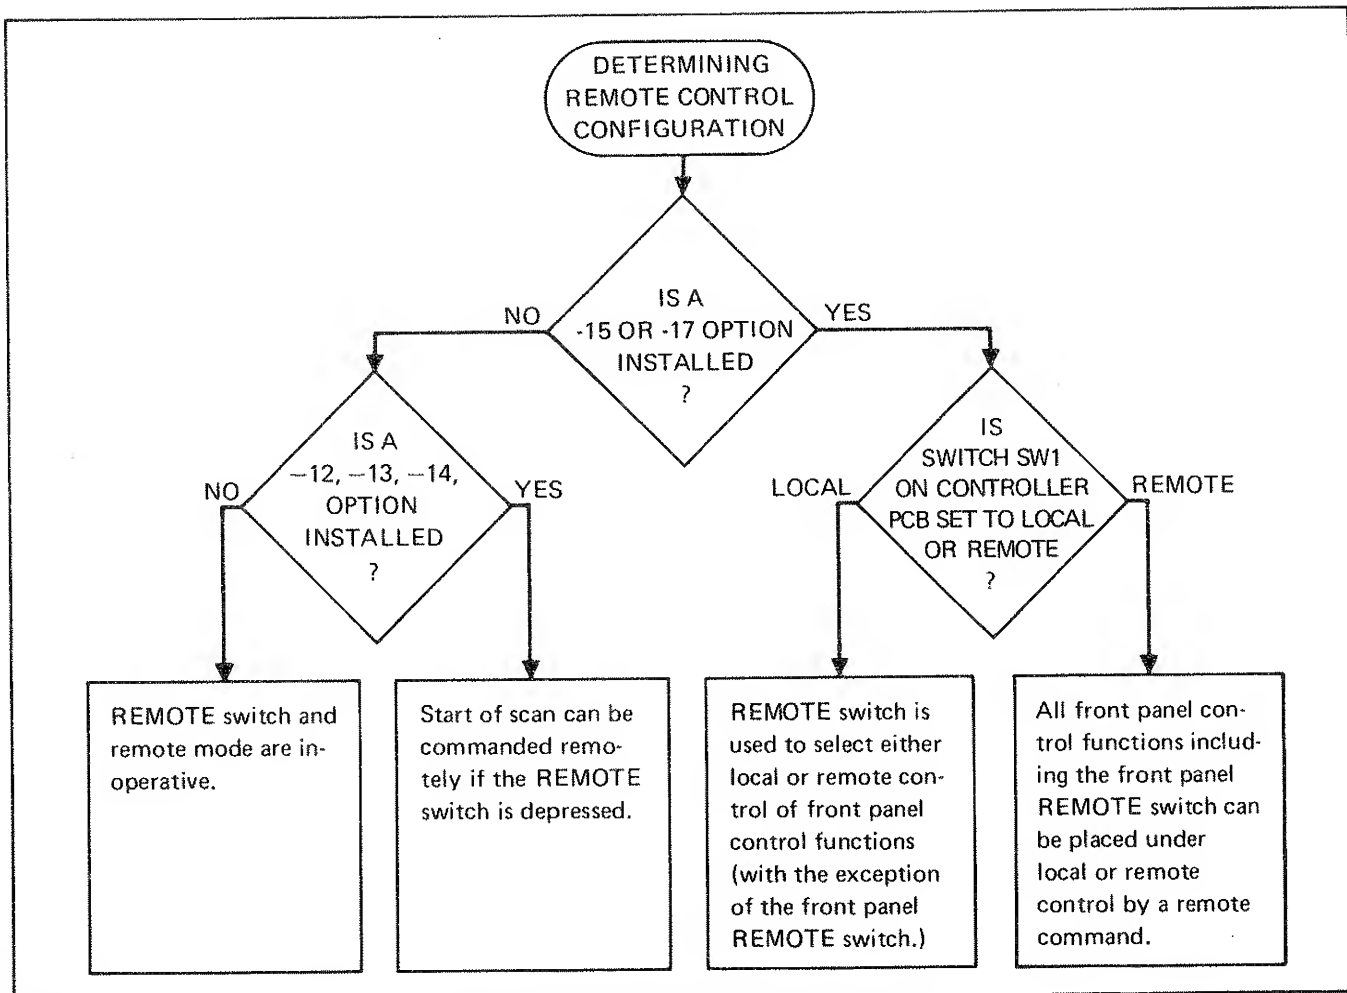 DETERMINING
REMOTE CONTROL
CONFIGURATION
NO
IS A
-15 OR -17 OPTION
INSTALLED
?
YES
IS A
—12, —13, —14,
OPTION
INSTALLED
?
NO
YES
IS
SWITCH SW1
ON CONTROLLER
PCB SET TO LOCAL
OR REMOTE
?
LOCAL
REMOTE
REMOTE switch and
remote mode are in-
operative.
Start of scan can be
commanded remo-
tely if the REMOTE
switch is depressed.
REMOTE switch is
used to select either
local or remote con-
trol of front panel
control functions
(with the exception
of the front panel
REMOTE switch.)
All front panel con-
trol functions includ-
ing the front panel
REMOTE switch can
be placed under
local or remote
control by a remote
command.